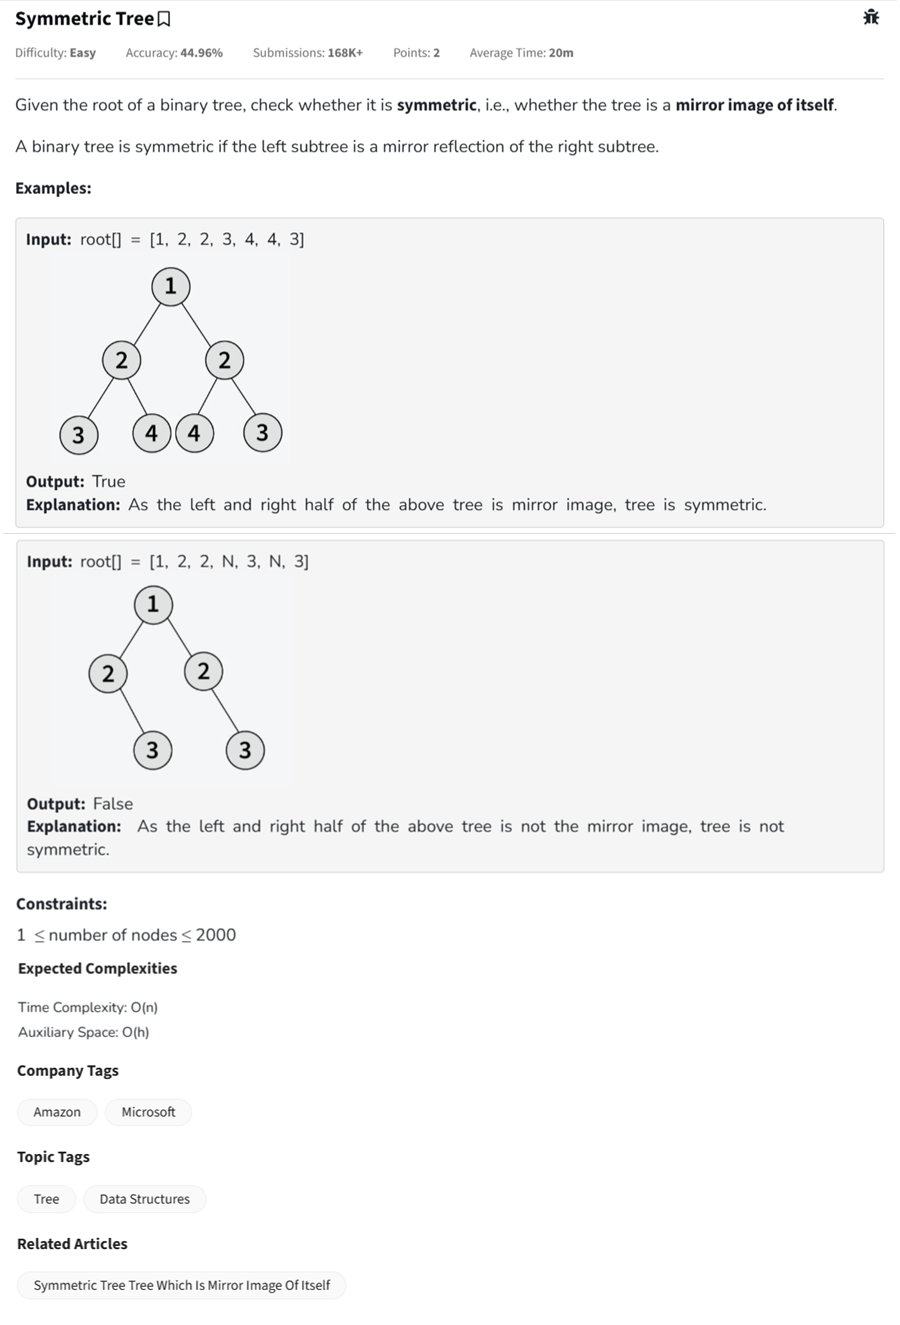 Symmetric Tree
Difficulty: Easy Accuracy: 44.96% Submissions: 168K+ Points: 2 Average Time: 20m
Given the root of a binary tree, check whether it is symmetric, i.e., whether the tree is a mirror image of itself.
A binary tree is symmetric if the left subtree is a mirror reflection of the right subtree.
Examples:
Input: root[] = [1, 2, 2, 3, 4, 4, 3]
1
2 2
3 4 4 3
Output: True
Explanation: As the left and right half of the above tree is mirror image, tree is symmetric.
Input: root[] = [1, 2, 2, N, 3, N, 3]
1
2 2
3 3
Output: False
Explanation: As the left and right half of the above tree is not the mirror image, tree is not
symmetric.
Constraints:
1 ≤ number of nodes ≤ 2000
Expected Complexities
Time Complexity: O(n)
Auxiliary Space: O(h)
Company Tags
Amazon Microsoft
Topic Tags
Tree Data Structures
Related Articles
Symmetric Tree Tree Which Is Mirror Image Of Itself